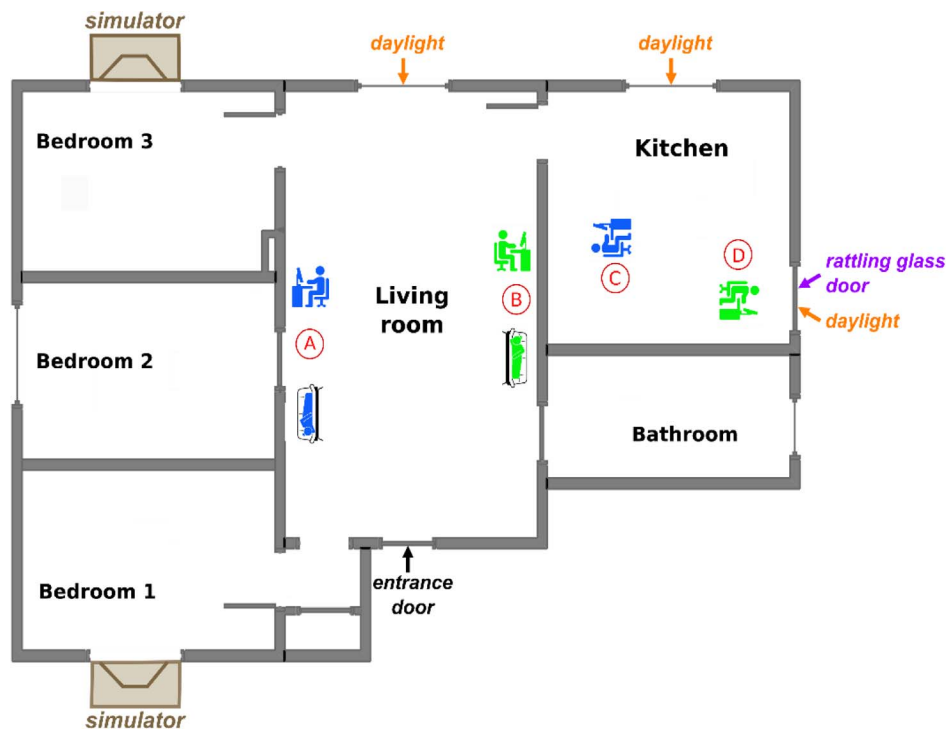 simulator
daylight
daylight
Bedroom 3
Kitchen
D
rattling glass
door
C
Living
room
B
daylight
A
Bedroom 2
Bathroom
Bedroom 1
entrance
door
simulator